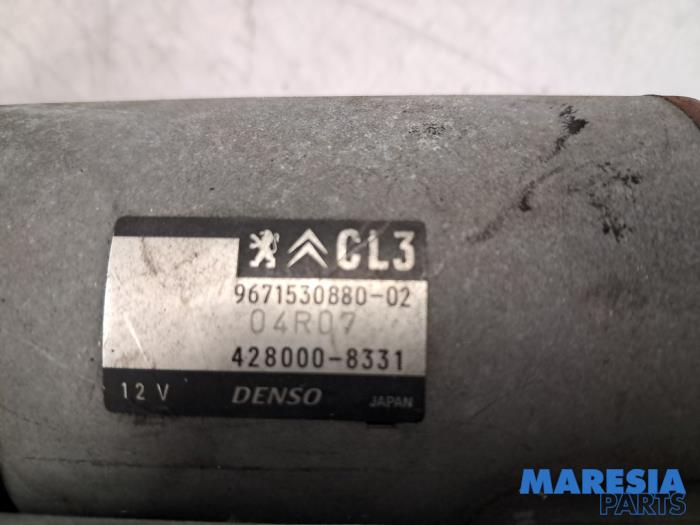 CL3
9671530880-02
04R07
428000-8331
12 V DENSO JAPAN
MARESIA
PARTS